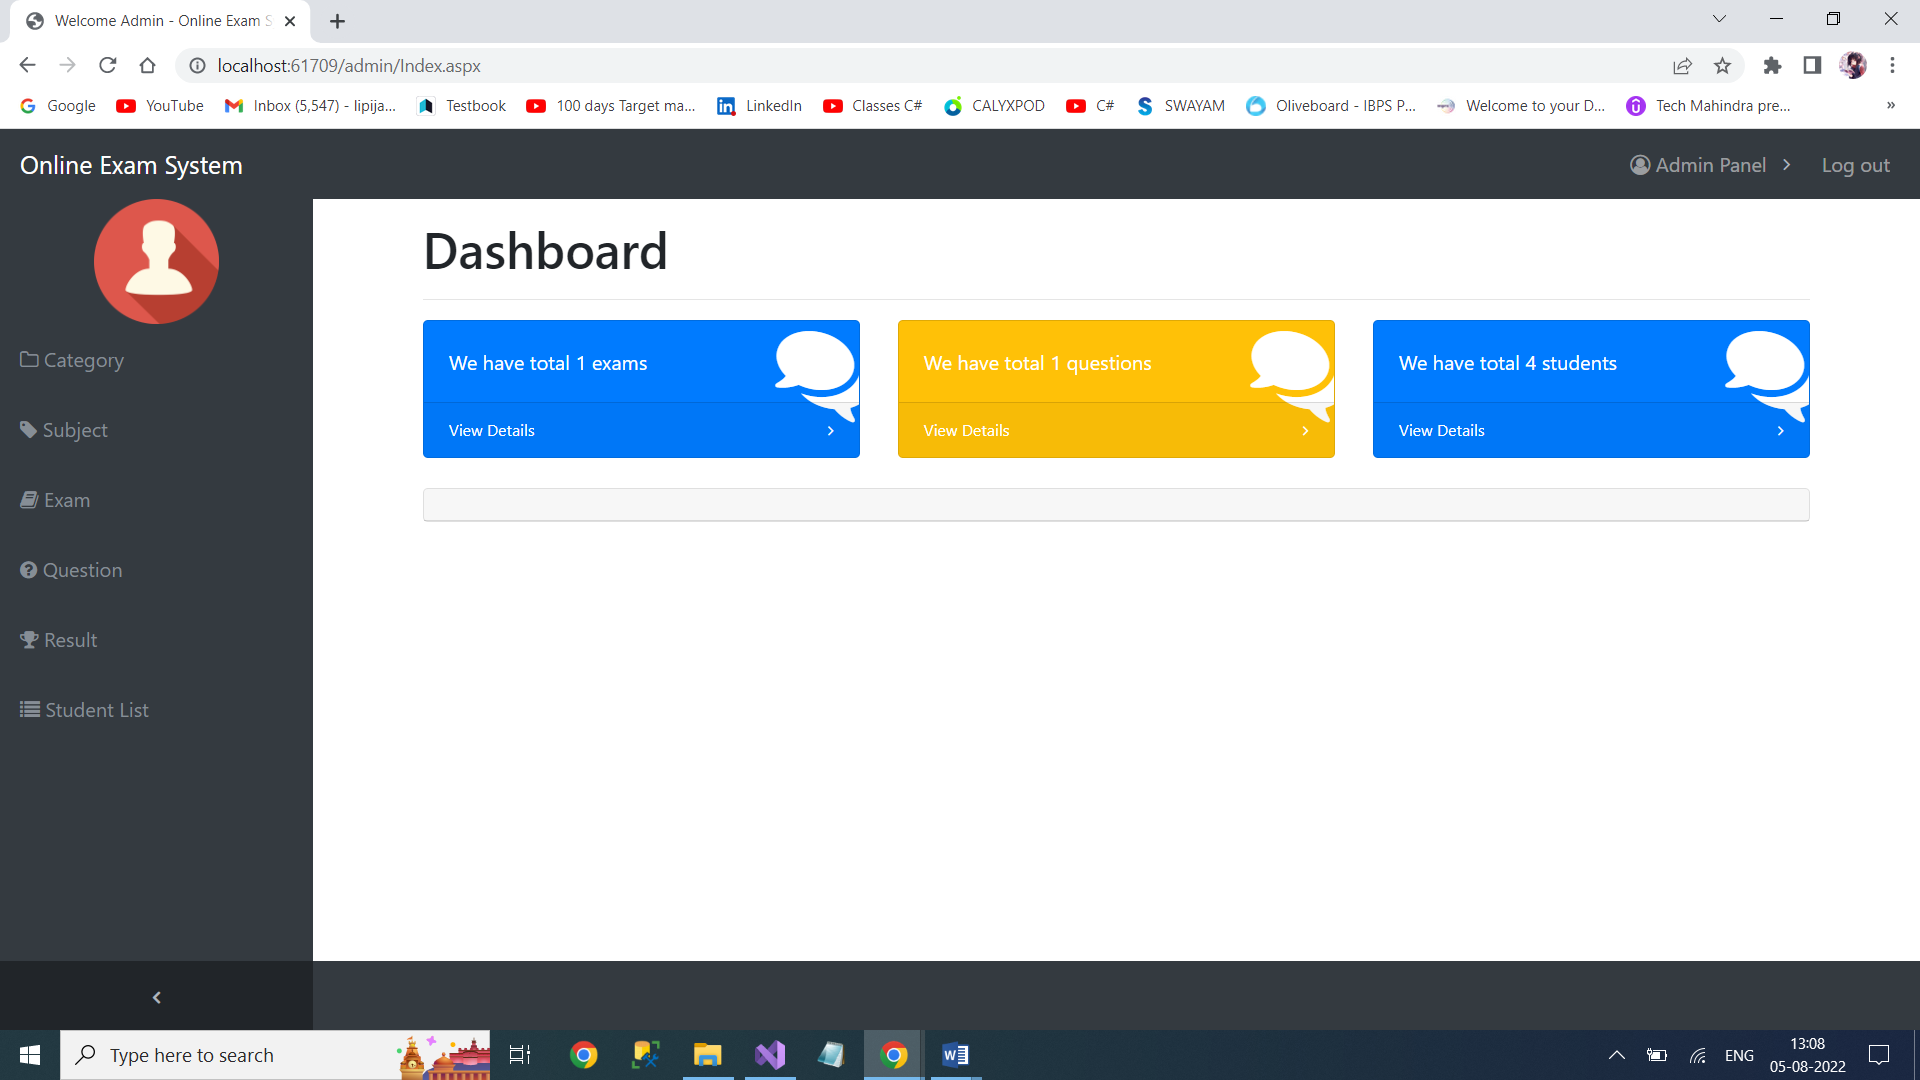 Welcome Admin - Online Exam S
localhost:61709/admin/Index.aspx
Google YouTube Inbox (5,547) - lipija... Testbook 100 days Target ma... LinkedIn Classes C# CALYXPOD C# SWAYAM Oliveboard - IBPS P... Welcome to your D... Tech Mahindra pre... »
Online Exam System
Admin Panel
Log out
Category
Subject
Exam
Question
Result
Student List
Dashboard
We have total 1 exams
View Details
We have total 1 questions
View Details
We have total 4 students
View Details
Type here to search
ENG
13:08
05-08-2022